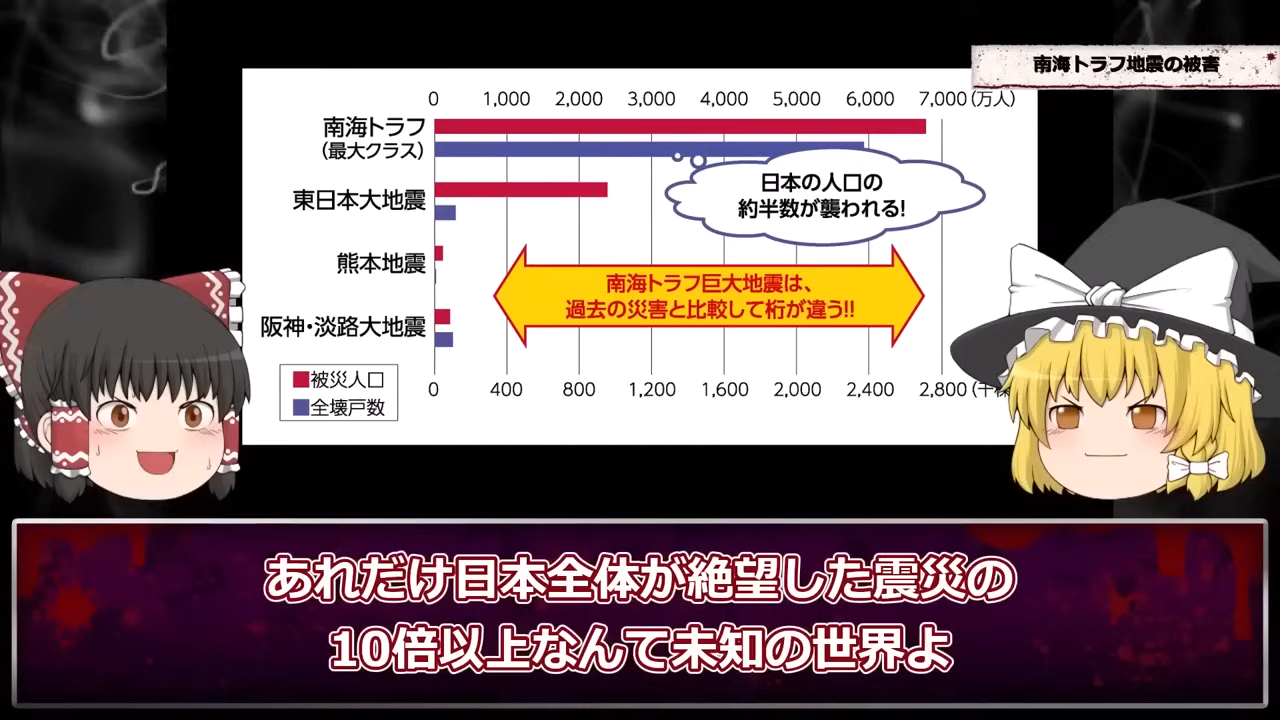 南海トラフ地震の被害
0 1,000 2,000 3,000 4,000 5,000 6,000 7,000(万人)
南海トラフ
(最大クラス)
日本の人口の
約半数が襲われる!
東日本大地震
熊本地震
南海トラフ巨大地震は、
過去の災害と比較して桁が違う!!
阪神・淡路大地震
被災人口
全壊戸数
0 400 800 1,200 1,600 2,000 2,400 2,800(千棟
あれだけ日本全体が絶望した震災の
10倍以上なんて未知の世界よ